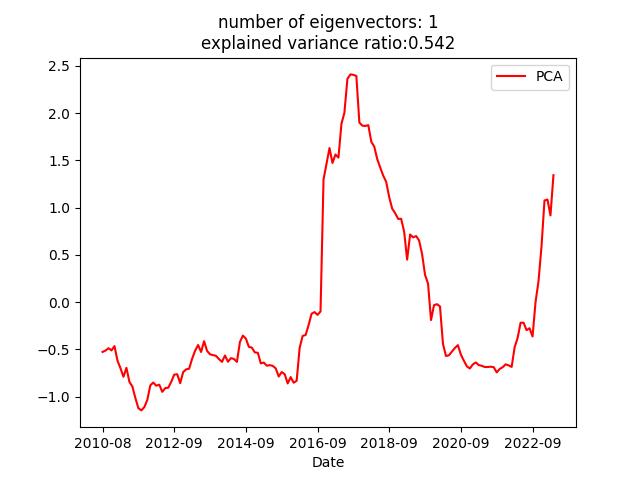 number of eigenvectors: 1
explained variance ratio:0.542
PCA
2.5
2.0
1.5
1.0
0.5
0.0
−0.5
−1.0
2010-08 2012-09 2014-09 2016-09 2018-09 2020-09 2022-09
Date